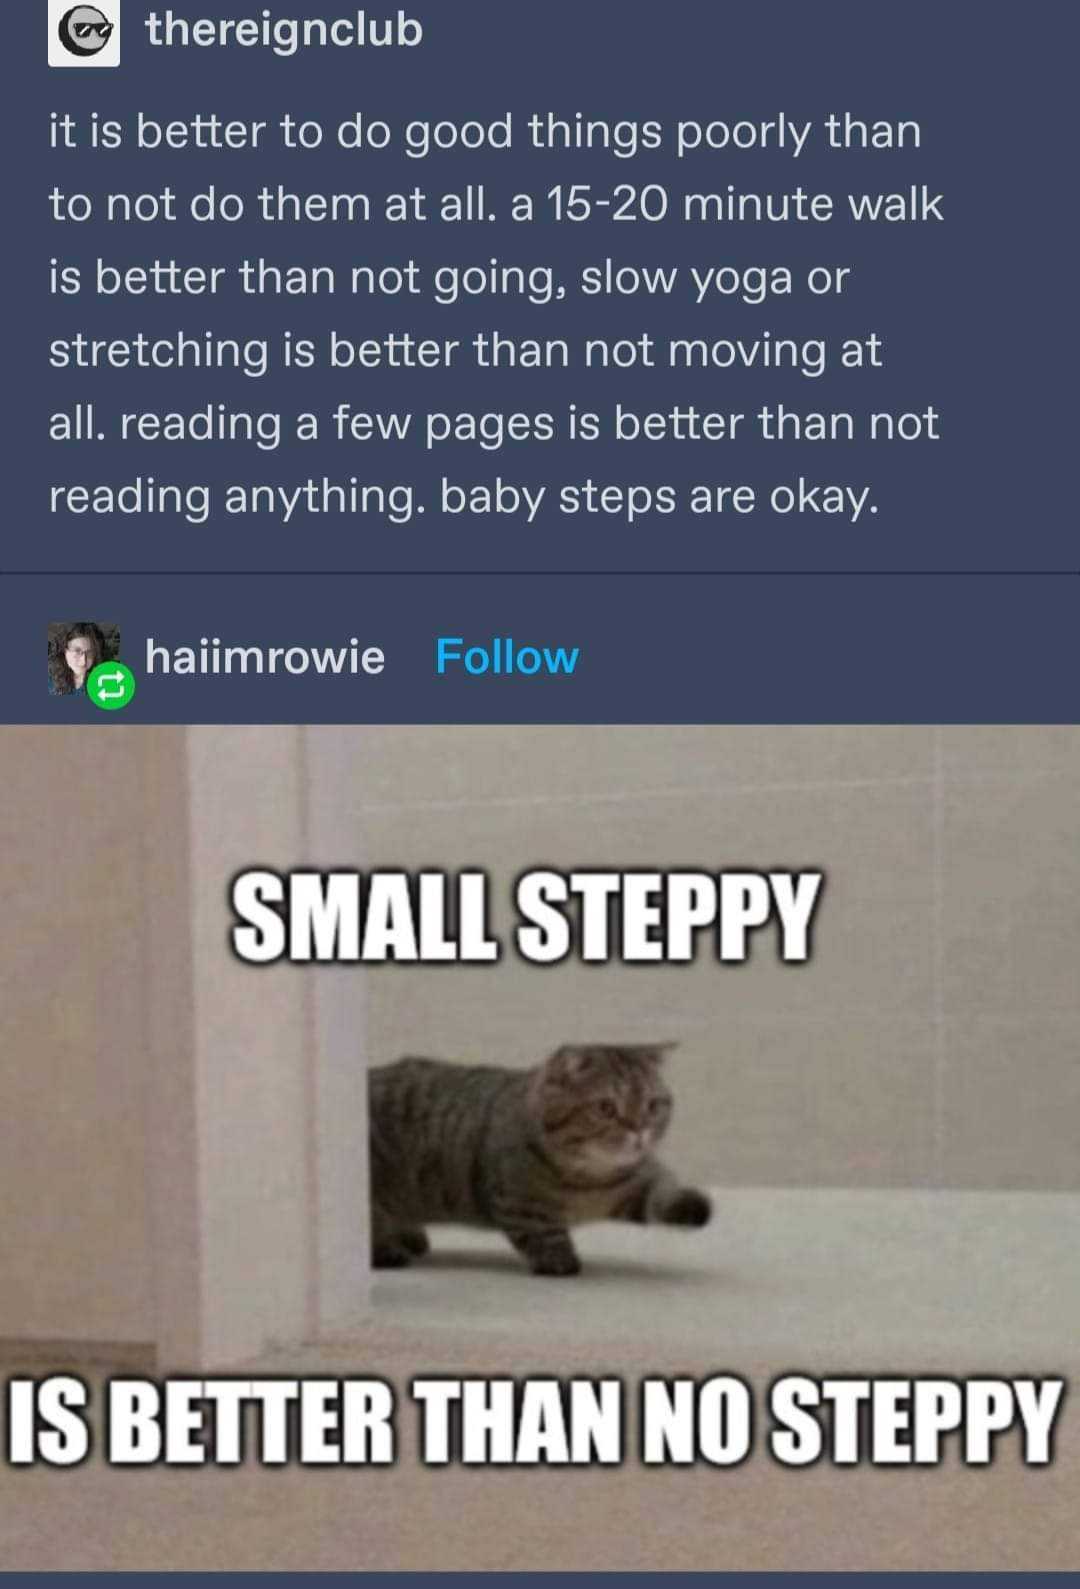 thereignclub
it is better to do good things poorly than
to not do them at all. a 15-20 minute walk
is better than not going, slow yoga or
stretching is better than not moving at
all. reading a few pages is better than not
reading anything. baby steps are okay.
haiimrowie Follow
SMALL STEPPY
IS BETTER THAN NO STEPPY